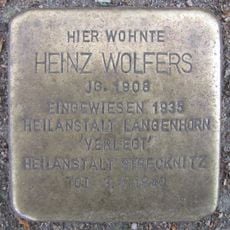 HIER WOHNTE
HEINZ WOLFERS
JG. 1908
EINGEWIESEN 1935
HEILANSTALT LANGENHORN
'VERLEGT'
HEILANSTALT STRECKNITZ
TOT